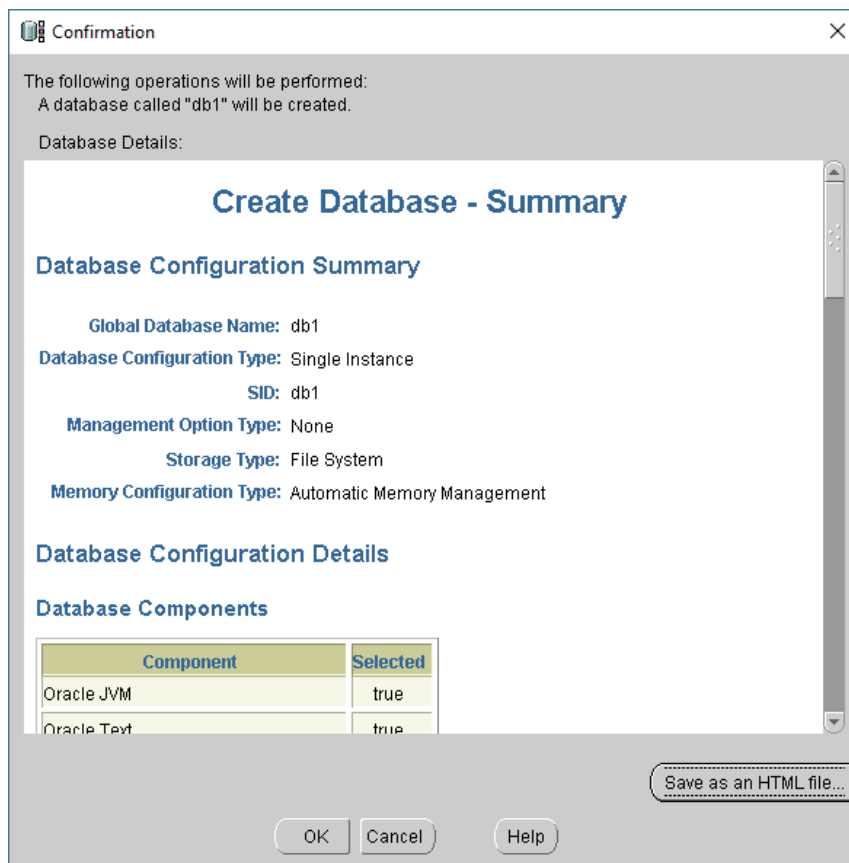 Confirmation
The following operations will be performed:
A database called "db1" will be created.
Database Details:
Create Database - Summary
Database Configuration Summary
Global Database Name: db1
Database Configuration Type: Single Instance
SID: db1
Management Option Type: None
Storage Type: File System
Memory Configuration Type: Automatic Memory Management
Database Configuration Details
Database Components
Component Selected
Oracle JVM true
Oracle Text true
Save as an HTML file...
OK Cancel Help